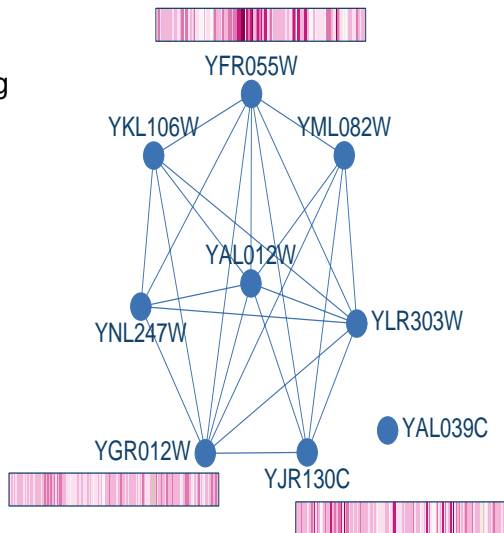 g
YFR055W
YKL106W
YML082W
YAL012W
YNL247W
YLR303W
YAL039C
YGR012W
YJR130C